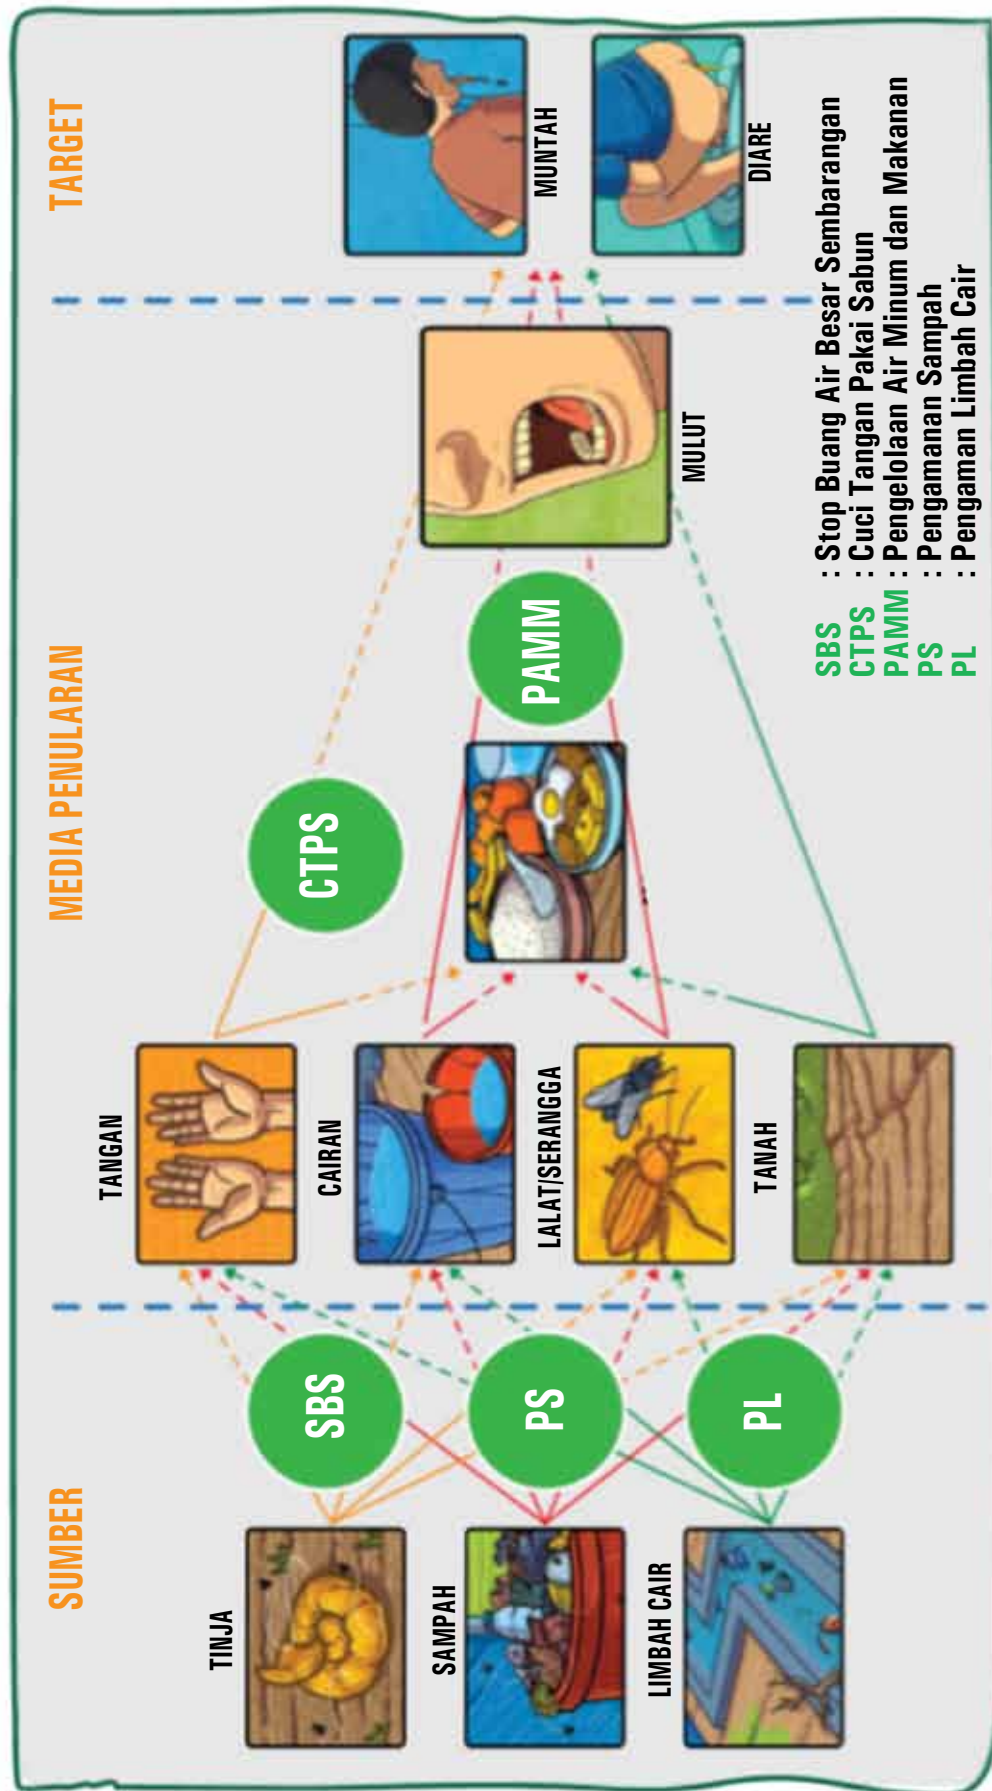 SUMBER
MEDIA PENULARAN
TARGET
TINJA
SAMPAH
LIMBAH CAIR
SBS
PS
PL
TANGAN
CAIRAN
LALAT/SERANGGA
TANAH
CTPS
PAMM
MULUT
MUNTAH
DIARE
SBS : Stop Buang Air Besar Sembarangan
CTPS : Cuci Tangan Pakai Sabun
PAMM : Pengelolaan Air Minum dan Makanan
PS : Pengamanan Sampah
PL : Pengaman Limbah Cair